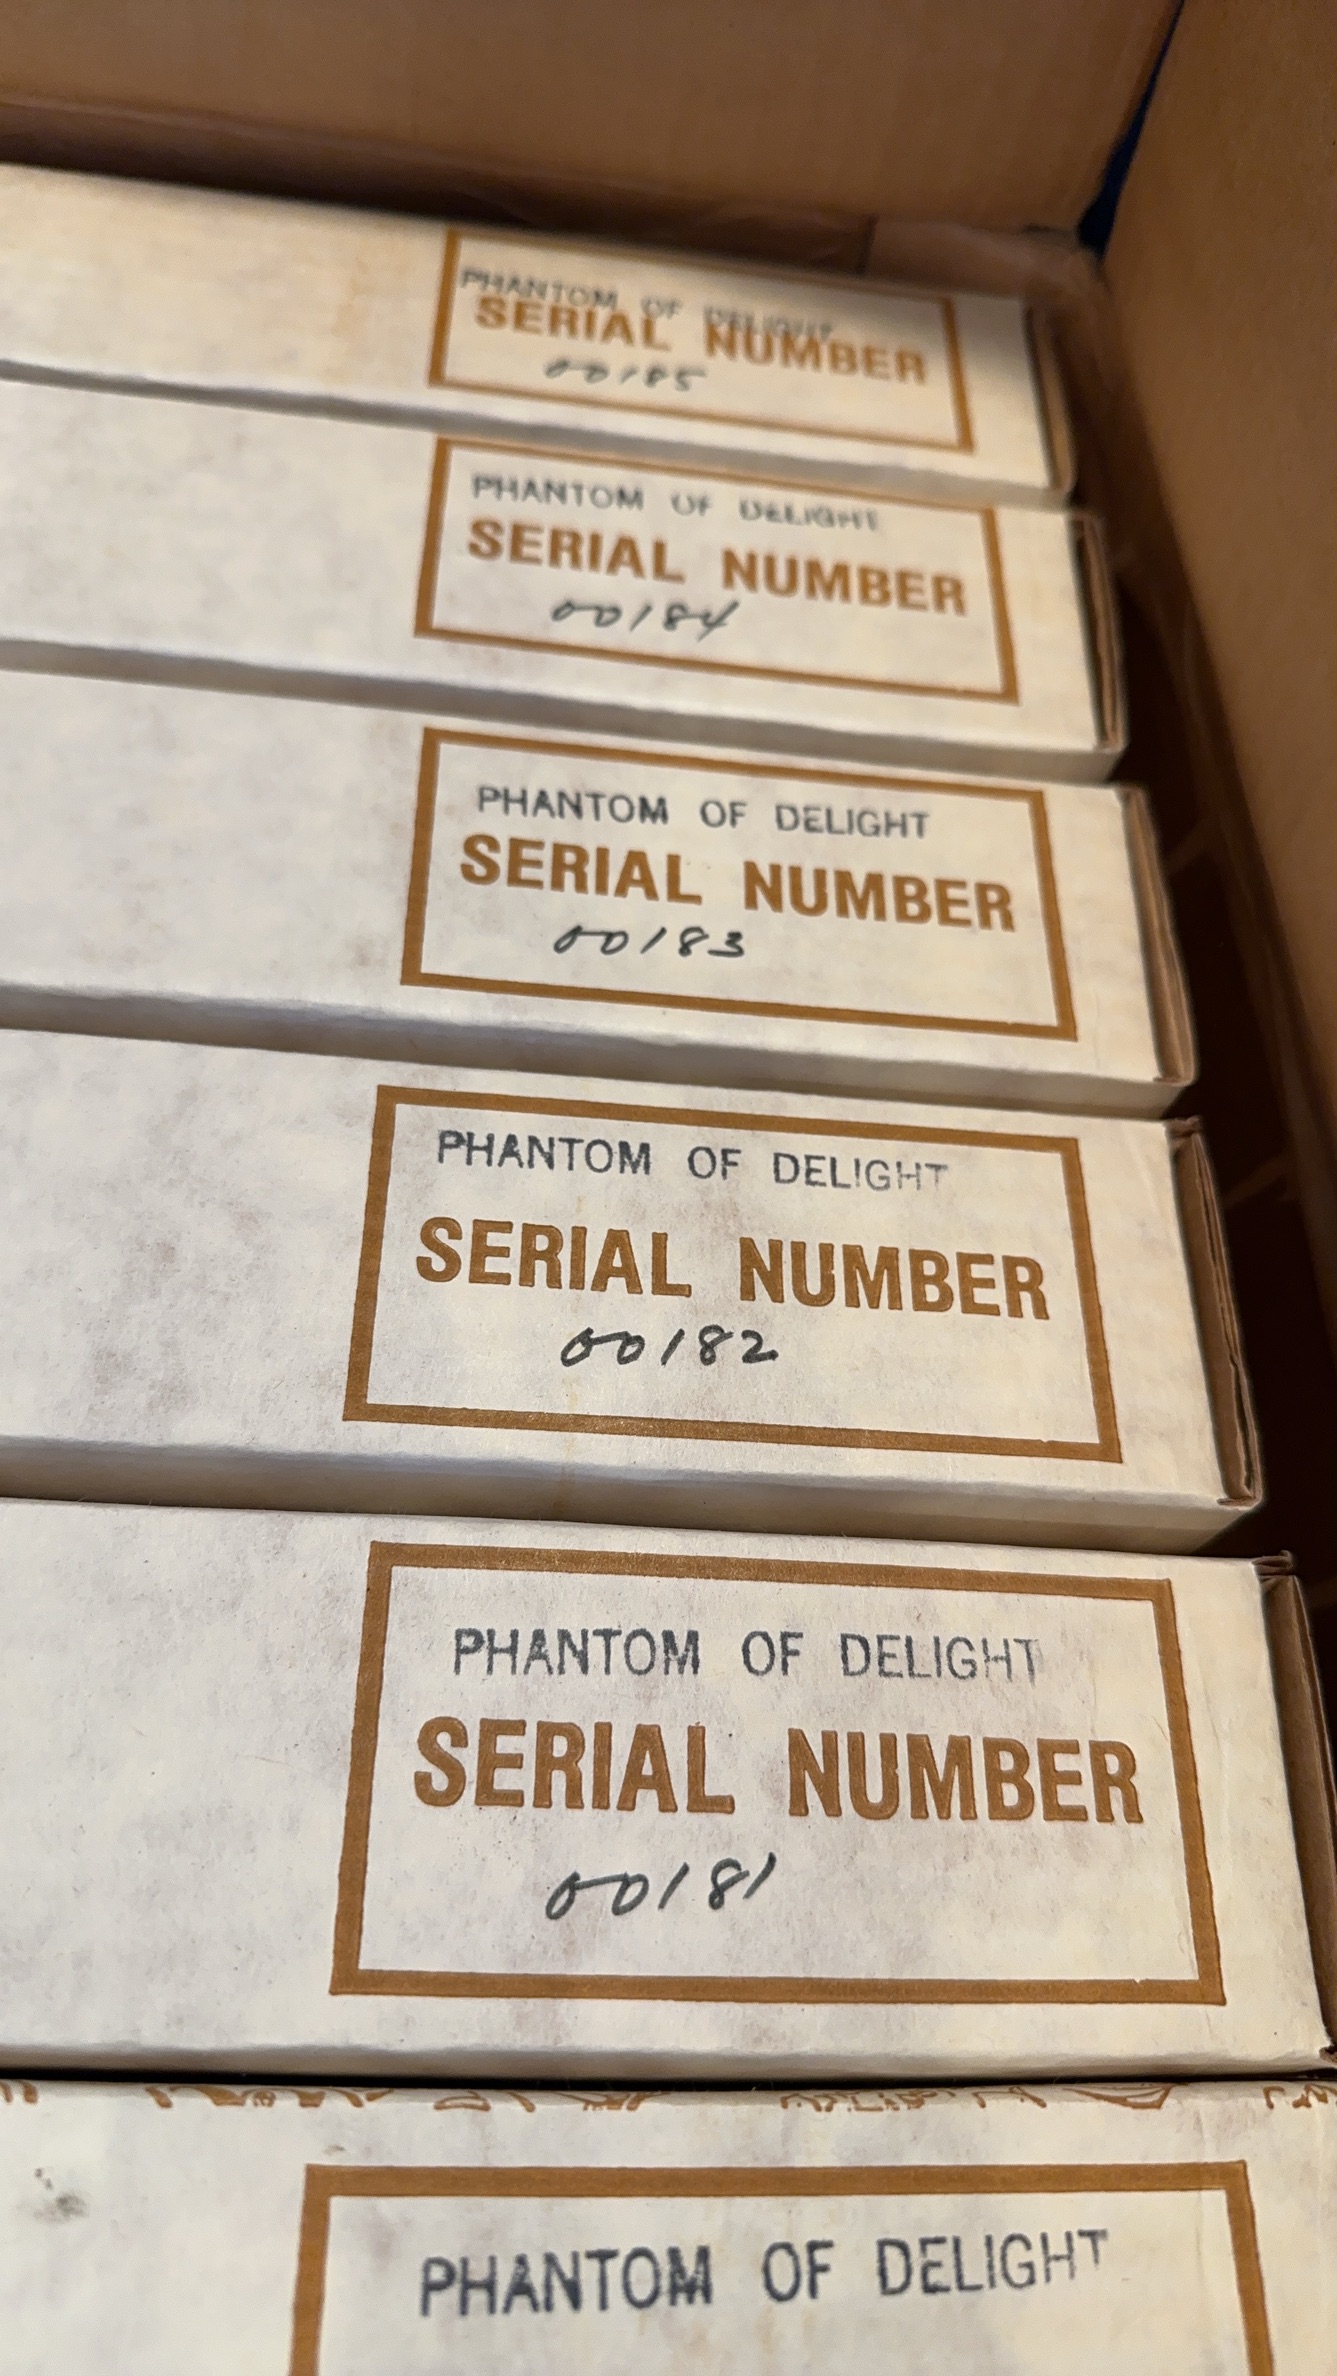 PHANTOM OF DELIGHT
SERIAL NUMBER
00185
PHANTOM OF DELIGHT
SERIAL NUMBER
00184
PHANTOM OF DELIGHT
SERIAL NUMBER
00183
PHANTOM OF DELIGHT
SERIAL NUMBER
00182
PHANTOM OF DELIGHT
SERIAL NUMBER
00181
PHANTOM OF DELIGHT